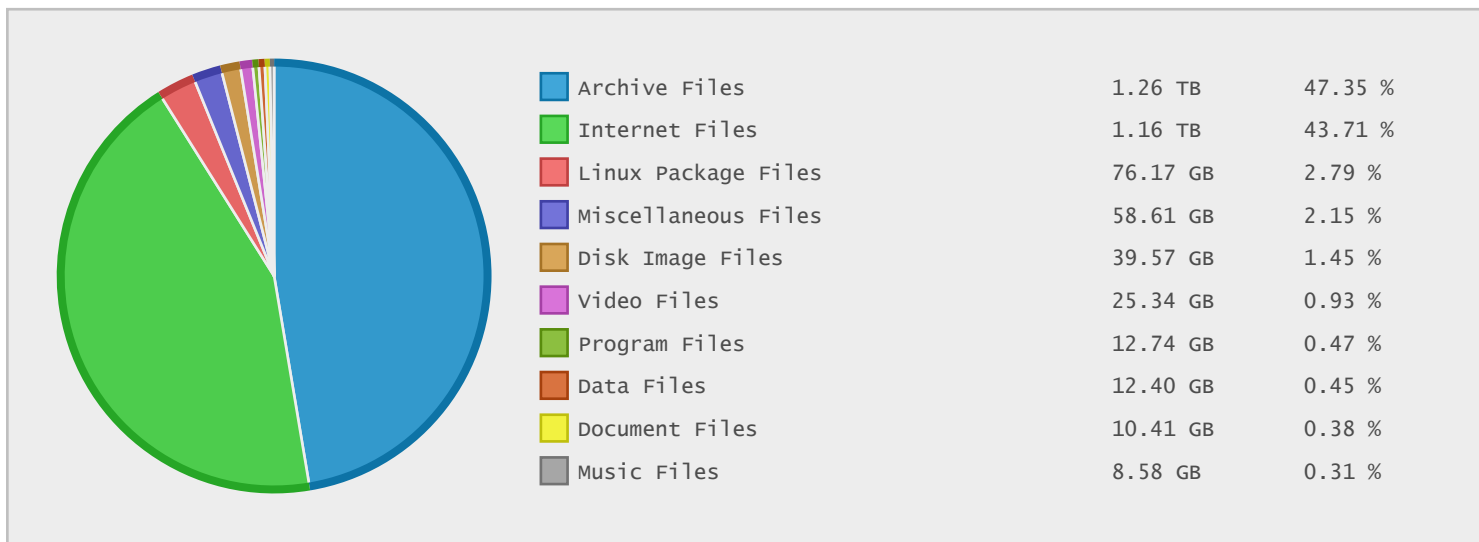 Archive Files 1.26 TB 47.35 %
Internet Files 1.16 TB 43.71 %
Linux Package Files 76.17 GB 2.79 %
Miscellaneous Files 58.61 GB 2.15 %
Disk Image Files 39.57 GB 1.45 %
Video Files 25.34 GB 0.93 %
Program Files 12.74 GB 0.47 %
Data Files 12.40 GB 0.45 %
Document Files 10.41 GB 0.38 %
Music Files 8.58 GB 0.31 %